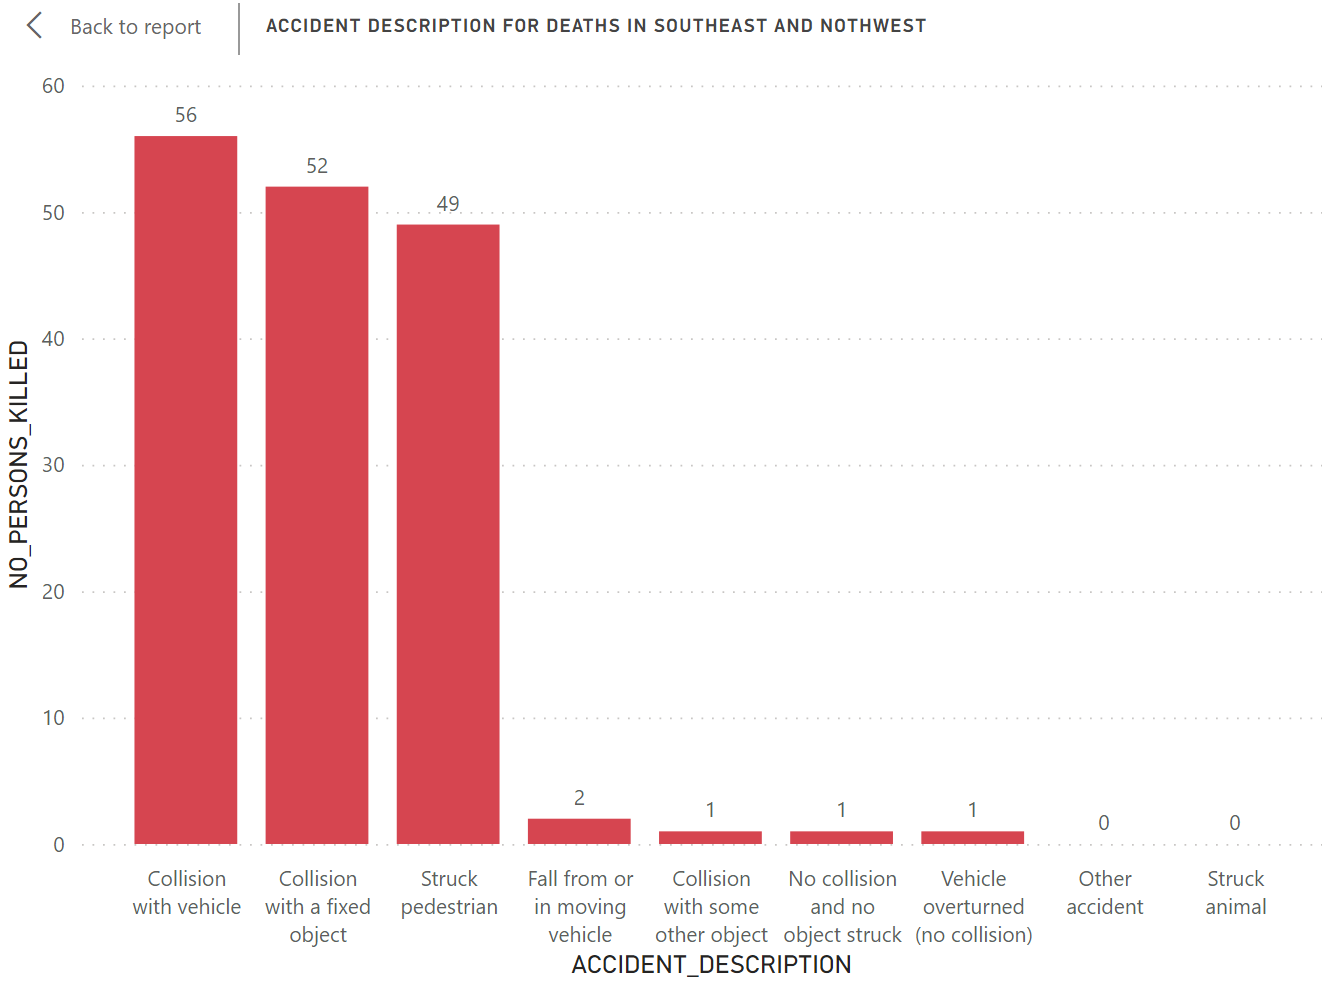 Back to report
ACCIDENT DESCRIPTION FOR DEATHS IN SOUTHEAST AND NOTHWEST
60
56
52
50
49
40
30
20
10
2
1
1
1
0
0
0
NO_PERSONS_KILLED
Collision
with vehicle
Collision
with a fixed
object
Struck
pedestrian
Fall from or
in moving
vehicle
Collision
with some
other object
No collision
and no
object struck
Vehicle
overturned
(no collision)
Other
accident
Struck
animal
ACCIDENT_DESCRIPTION